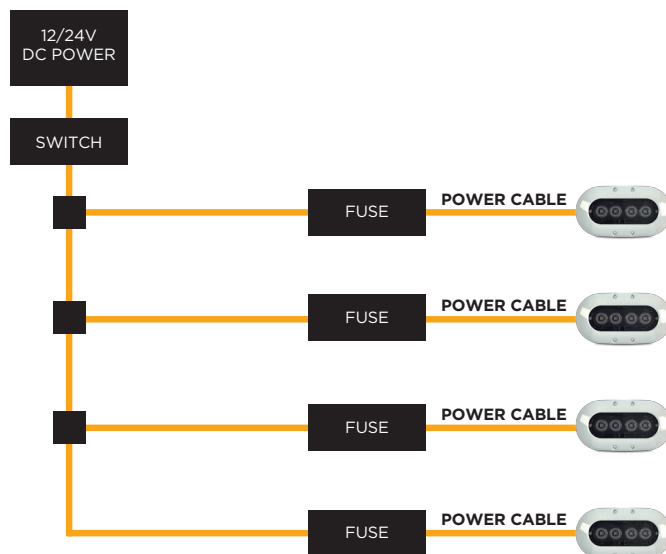 12/24V
DC POWER
SWITCH
FUSE
POWER CABLE
FUSE
POWER CABLE
FUSE
POWER CABLE
FUSE
POWER CABLE